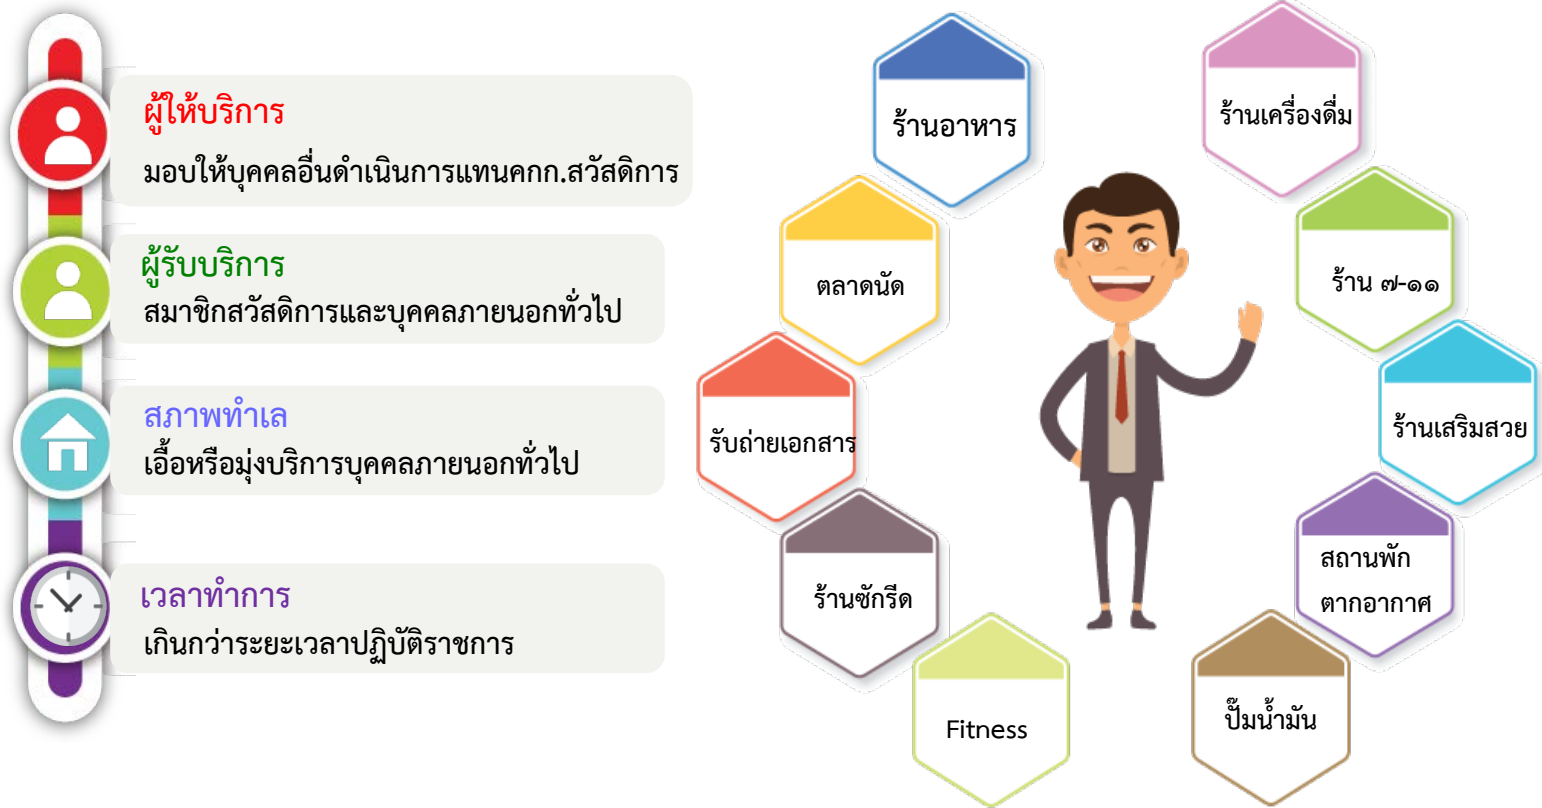 ผู้ให้บริการ
มอบให้บุคคลอื่นดำเนินการแทนคกก.สวัสดิการ
ผู้รับบริการ
สมาชิกสวัสดิการและบุคคลภายนอกทั่วไป
สภาพทำเล
เอื้อหรือมุ่งบริการบุคคลภายนอกทั่วไป
เวลาทำการ
เกินกว่าระยะเวลาปฏิบัติราชการ
ร้านอาหาร
ร้านเครื่องดื่ม
ตลาดนัด
ร้าน ๗-๑๑
รับถ่ายเอกสาร
ร้านเสริมสวย
ร้านซักรีด
สถานพัก
ตากอากาศ
Fitness
ปั๊มน้ำมัน